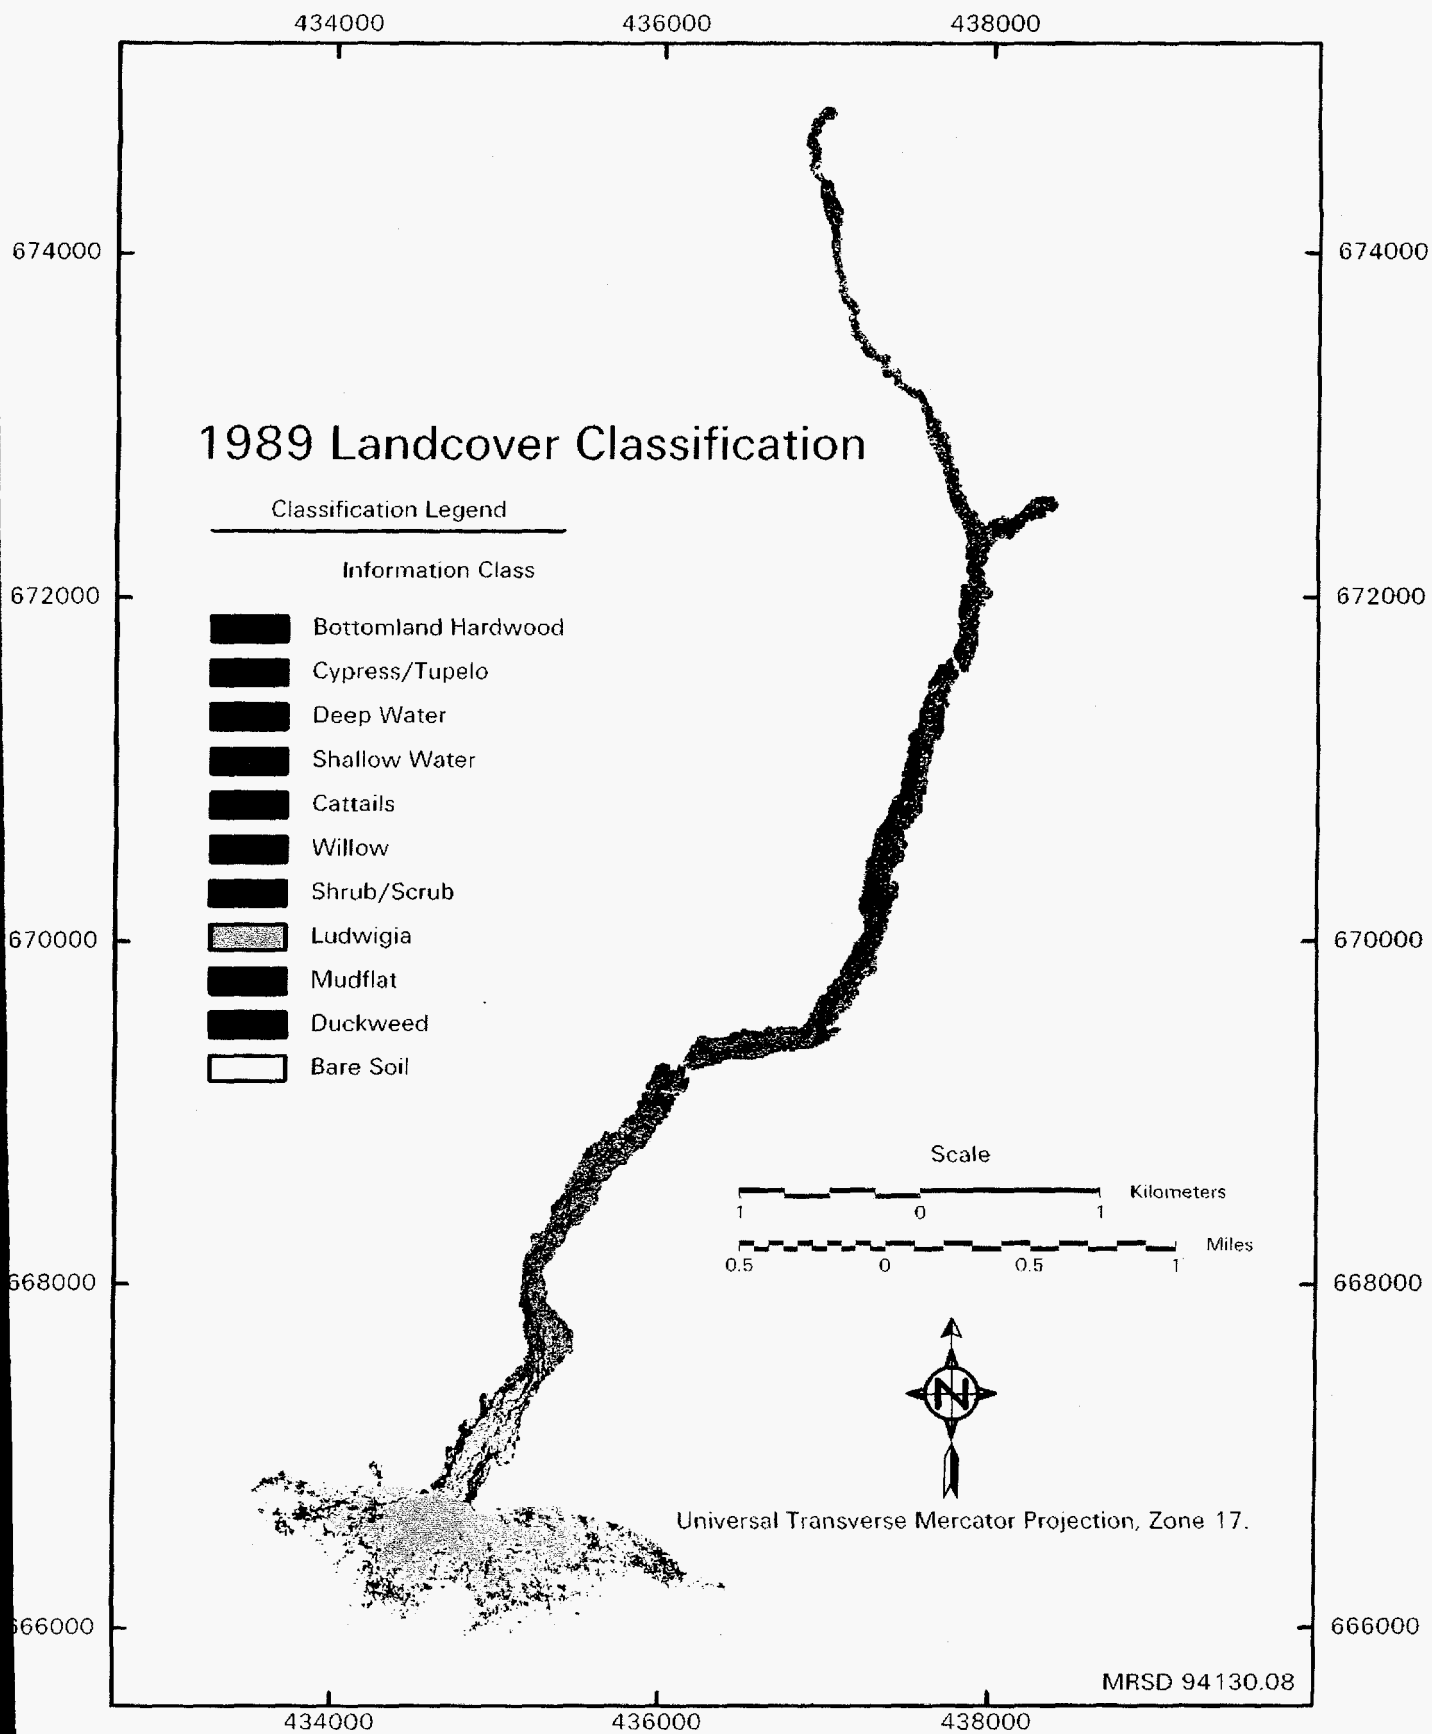 434000 436000 438000
674000 674000
1989 Landcover Classification
Classification Legend
Information Class
672000 672000
Bottomland Hardwood
Cypress/Tupelo
Deep Water
Shallow Water
Cattails
Willow
Shrub/Scrub
Ludwigia
670000 670000
Mudflat
Duckweed
Bare Soil
Scale
Kilometers
1 0 1
Miles
0.5 0 0.5 1
668000 668000
N
Universal Transverse Mercator Projection, Zone 17.
666000 666000
MRSD 94130.08
434000 436000 438000